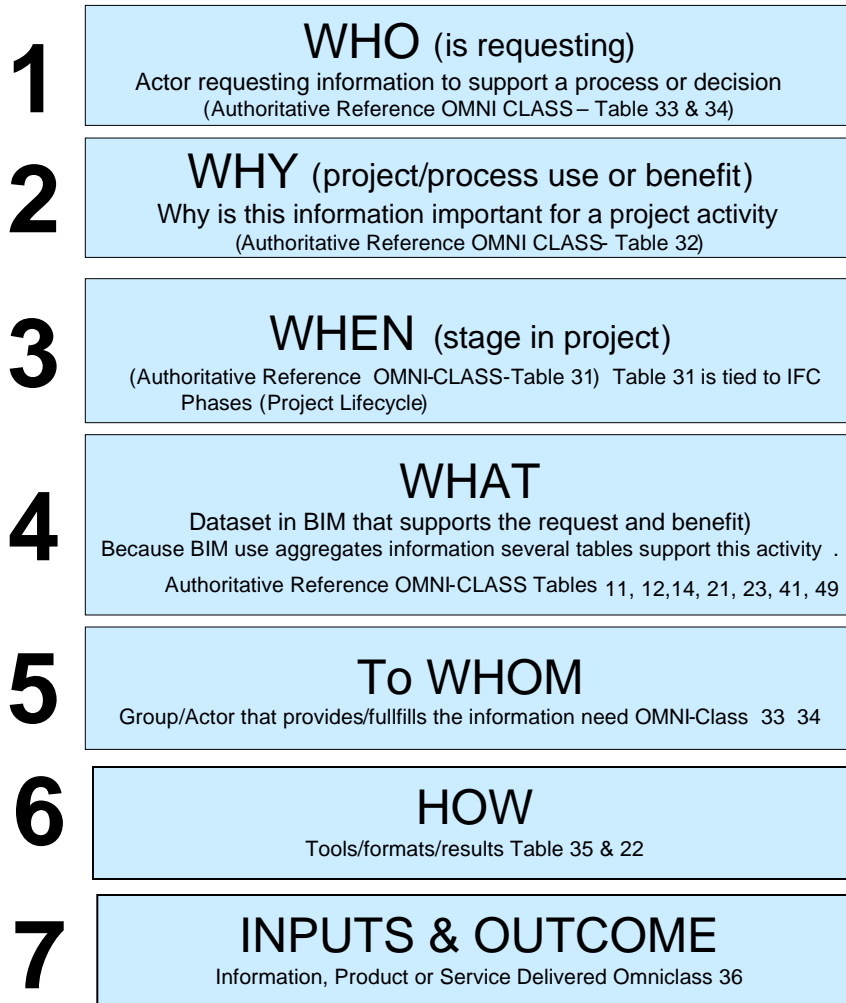 1
WHO (is requesting)
Actor requesting information to support a process or decision
(Authoritative Reference OMNI CLASS – Table 33 & 34)
2
WHY (project/process use or benefit)
Why is this information important for a project activity
(Authoritative Reference OMNI CLASS- Table 32)
3
WHEN (stage in project)
(Authoritative Reference OMNI-CLASS-Table 31) Table 31 is tied to IFC
Phases (Project Lifecycle)
4
WHAT
Dataset in BIM that supports the request and benefit)
Because BIM use aggregates information several tables support this activity .
Authoritative Reference OMNI-CLASS Tables 11, 12,14, 21, 23, 41, 49
5
To WHOM
Group/Actor that provides/fullfills the information need OMNI-Class 33 34
6
HOW
Tools/formats/results Table 35 & 22
7
INPUTS & OUTCOME
Information, Product or Service Delivered Omniclass 36